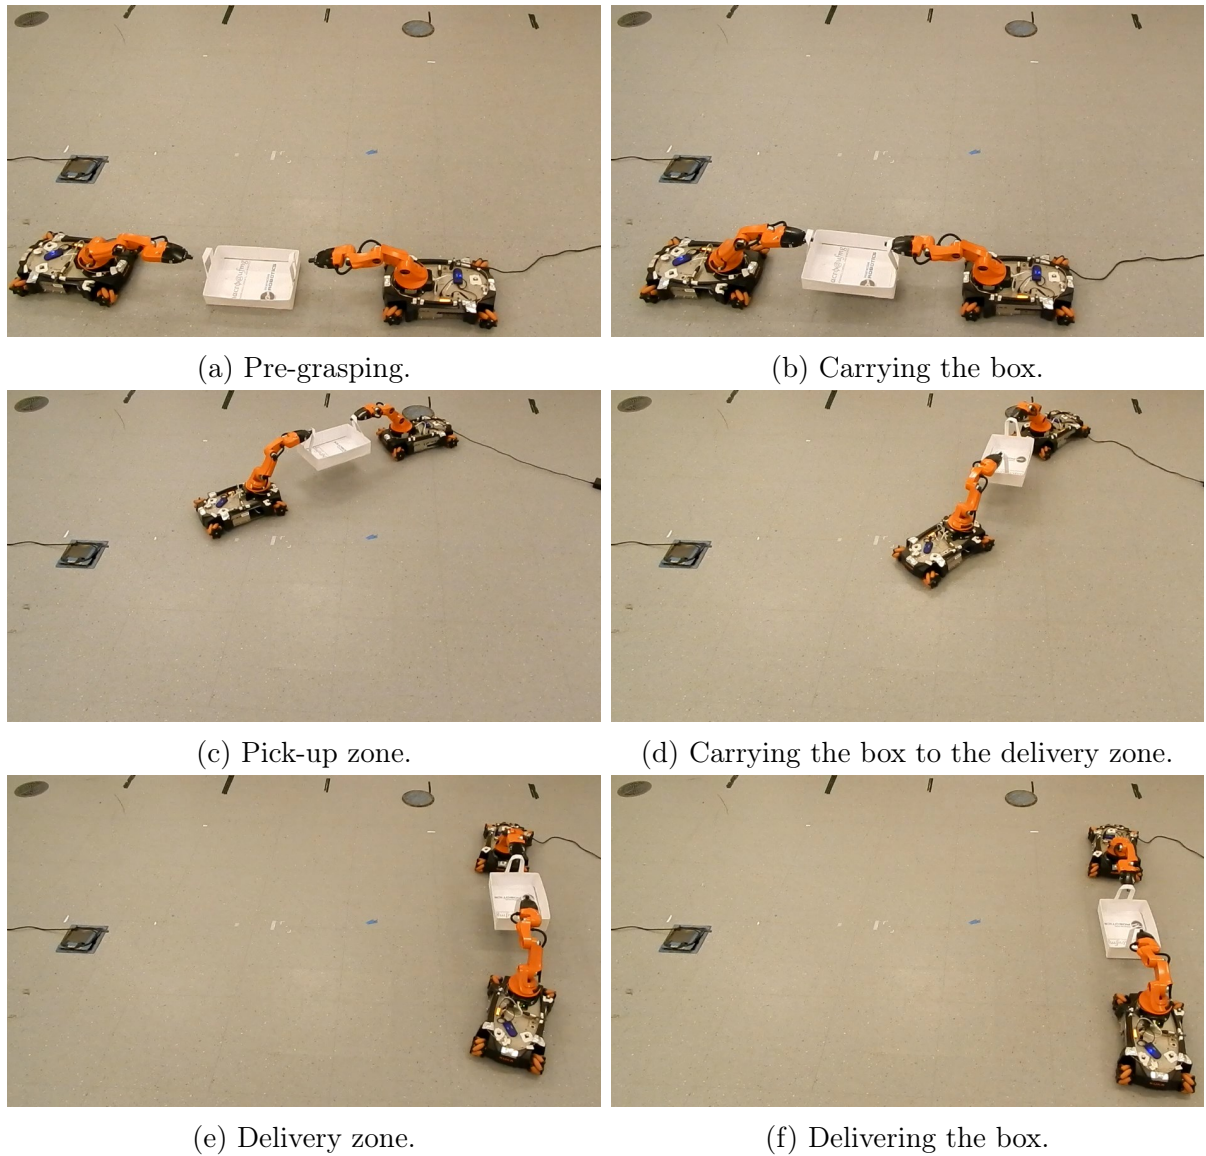 (a) Pre-grasping.
(b) Carrying the box.
(c) Pick-up zone.
(d) Carrying the box to the delivery zone.
(e) Delivery zone.
(f) Delivering the box.